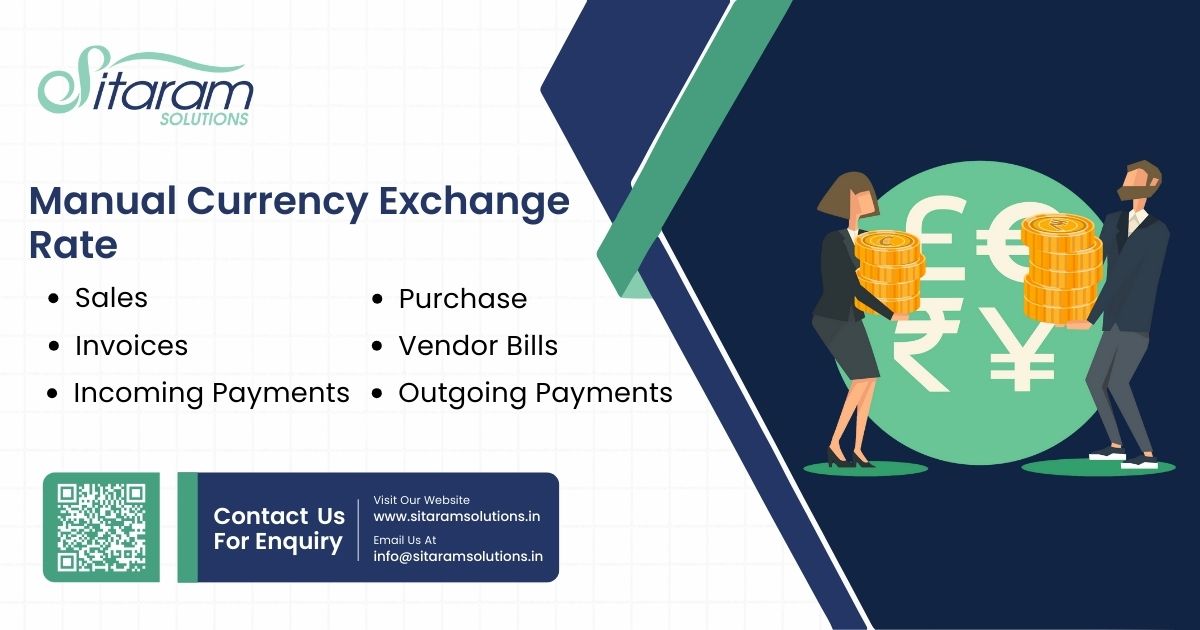 Sitaram
SOLUTIONS
Manual Currency Exchange
Rate
• Sales
• Invoices
• Incoming Payments
• Purchase
• Vendor Bills
• Outgoing Payments
£ €
₹ ¥
Contact Us
For Enquiry
Visit Our Website
www.sitaramsolutions.in
Email Us At
info@sitaramsolutions.in